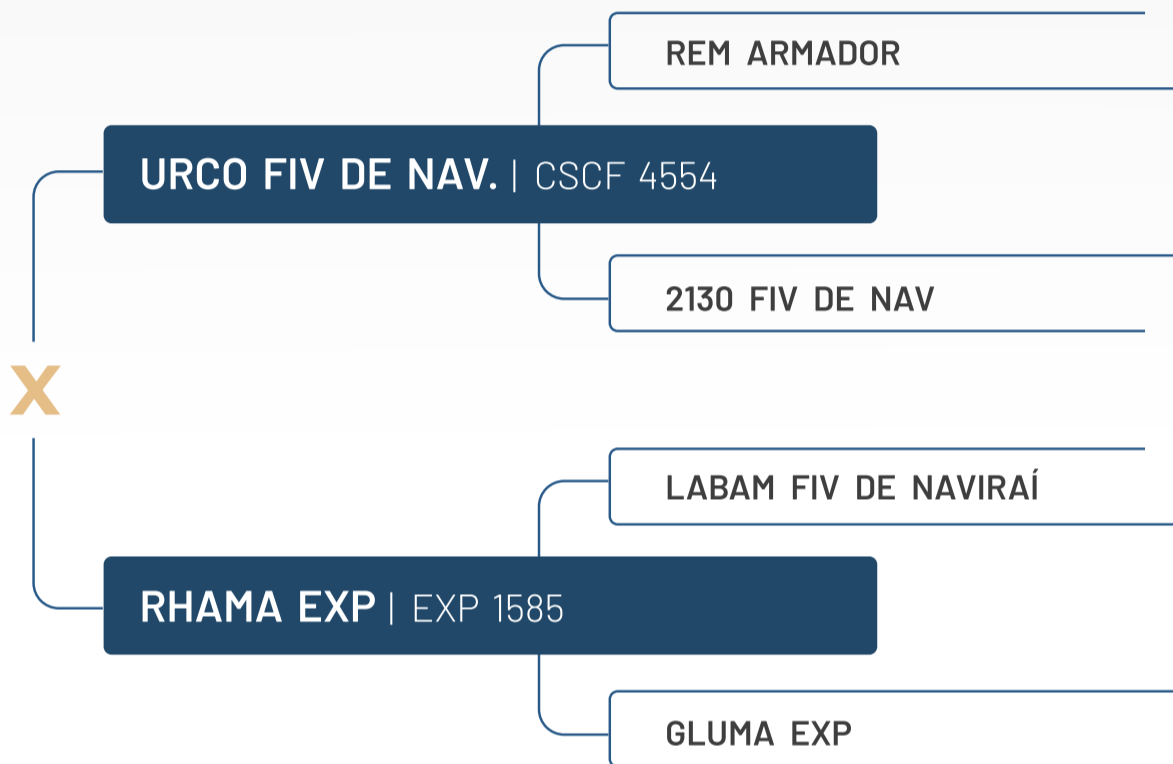 REM ARMADOR
URCO FIV DE NAV. | CSCF 4554
2130 FIV DE NAV
X
LABAM FIV DE NAVIRAÍ
RHAMA EXP | EXP 1585
GLUMA EXP